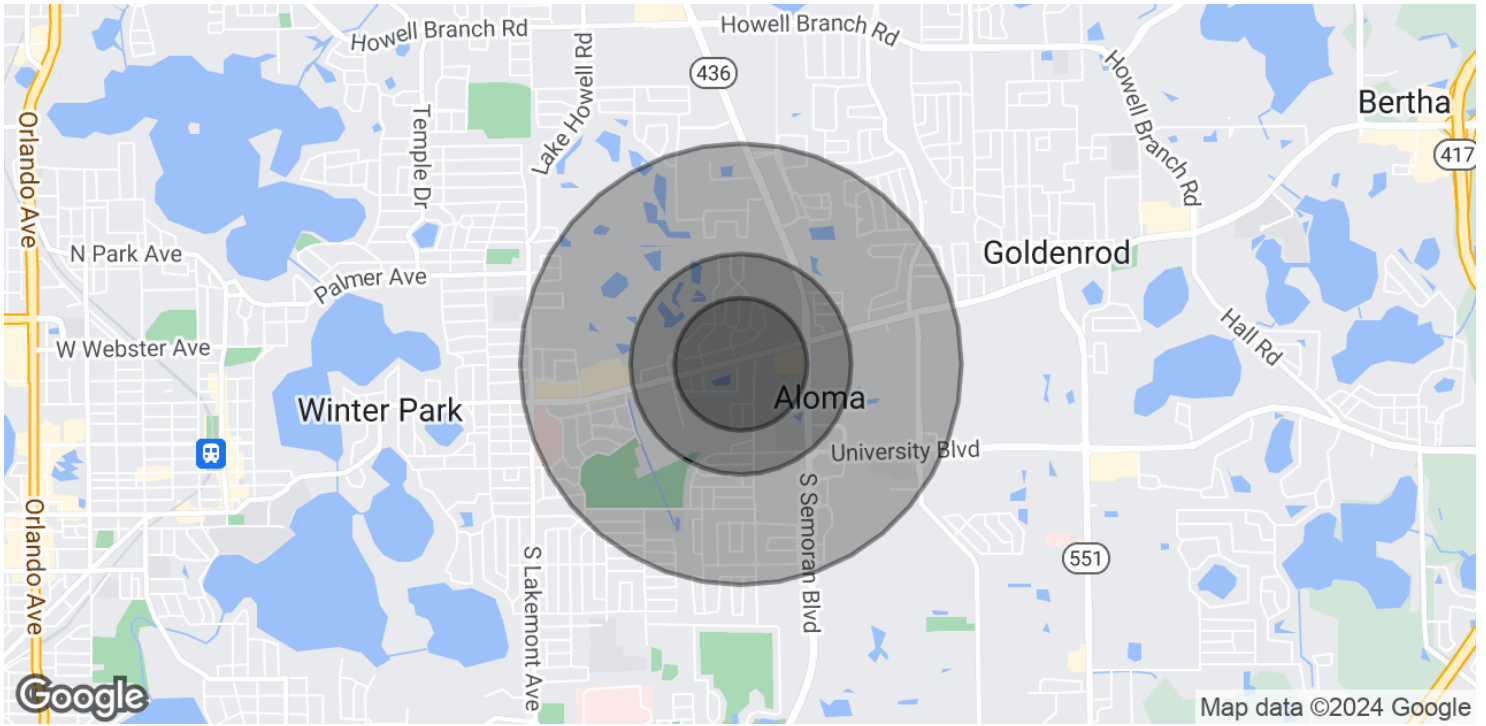 Howell Branch Rd
Howell Branch Rd
436
Lake Howell Rd
Howell Branch Rd
Bertha
417
Orlando Ave
Temple Dr
N Park Ave
Goldenrod
Palmer Ave
Hall Rd
W Webster Ave
Winter Park
Aloma
University Blvd
S Semoran Blvd
S Lakemont Ave
551
Orlando Ave
Google
Map data ©2024 Google